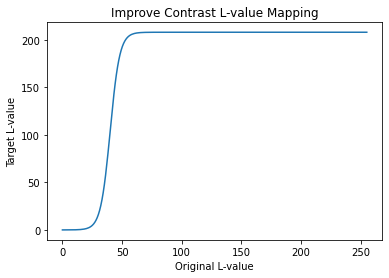 Improve Contrast L-value Mapping
200
150
100
50
0
Target L-value
0 50 100 150 200 250
Original L-value